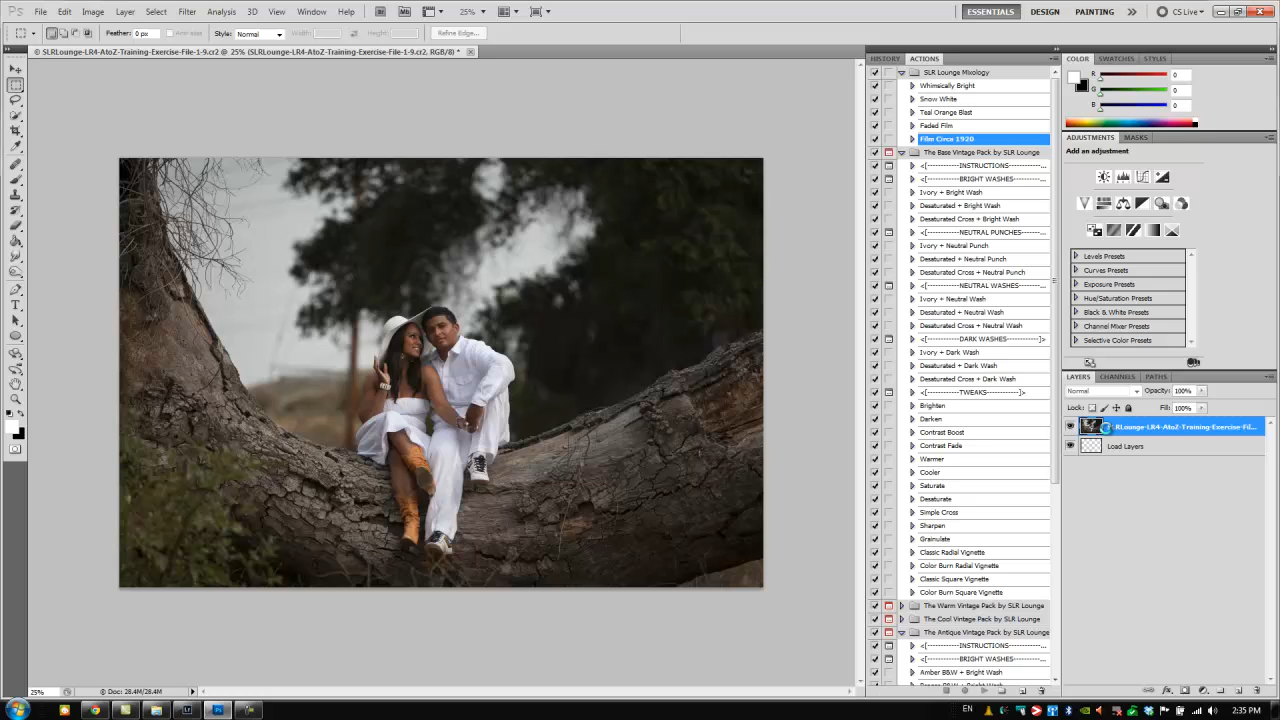 Ps File Edit Image Layer Select Filter Analysis 3D View Window Help Br Mb 25% ESSENTIALS DESIGN PAINTING CS Live
Feather: 0 px Anti-alias Style: Normal Width: Height: Refine Edge...
SLRLounge-LR4-AtoZ-Training-Exercise-File-1-9.cr2 @ 25% (SLRLounge-LR4-AtoZ-Training-Exercise-File-1-9.cr2, RGB/8) *
HISTORY ACTIONS
SLR Lounge Mixology
Whimsically Bright
Snow White
Teal Orange Blast
Faded Film
Film Circa 1920
The Base Vintage Pack by SLR Lounge
<[------------INSTRUCTIONS-----------...
<[------------BRIGHT WASHES----------...
Ivory + Bright Wash
Desaturated + Bright Wash
Desaturated Cross + Bright Wash
<[------------NEUTRAL PUNCHES-------...
Ivory + Neutral Punch
Desaturated + Neutral Punch
Desaturated Cross + Neutral Punch
<[------------NEUTRAL WASHES--------...
Ivory + Neutral Wash
Desaturated + Neutral Wash
Desaturated Cross + Neutral Wash
<[------------DARK WASHES-----------]>
Ivory + Dark Wash
Desaturated + Dark Wash
Desaturated Cross + Dark Wash
<[------------TWEAKS------------]>
Brighten
Darken
Contrast Boost
Contrast Fade
Warmer
Cooler
Saturate
Desaturate
Simple Cross
Sharpen
Grainulate
Classic Radial Vignette
Color Burn Radial Vignette
Classic Square Vignette
Color Burn Square Vignette
The Warm Vintage Pack by SLR Lounge
The Cool Vintage Pack by SLR Lounge
The Antique Vintage Pack by SLR Lounge
<[------------INSTRUCTIONS-----------...
<[------------BRIGHT WASHES----------...
Amber B&W + Bright Wash
COLOR SWATCHES STYLES
R 0
G 0
B 0
ADJUSTMENTS MASKS
Add an adjustment
Levels Presets
Curves Presets
Exposure Presets
Hue/Saturation Presets
Black & White Presets
Channel Mixer Presets
Selective Color Presets
LAYERS CHANNELS PATHS
Normal Opacity: 100%
Lock: Fill: 100%
RLounge-LR4-AtoZ-Training-Exercise-Fil...
Load Layers
25% Doc: 28.4M/28.4M
EN 2:35 PM